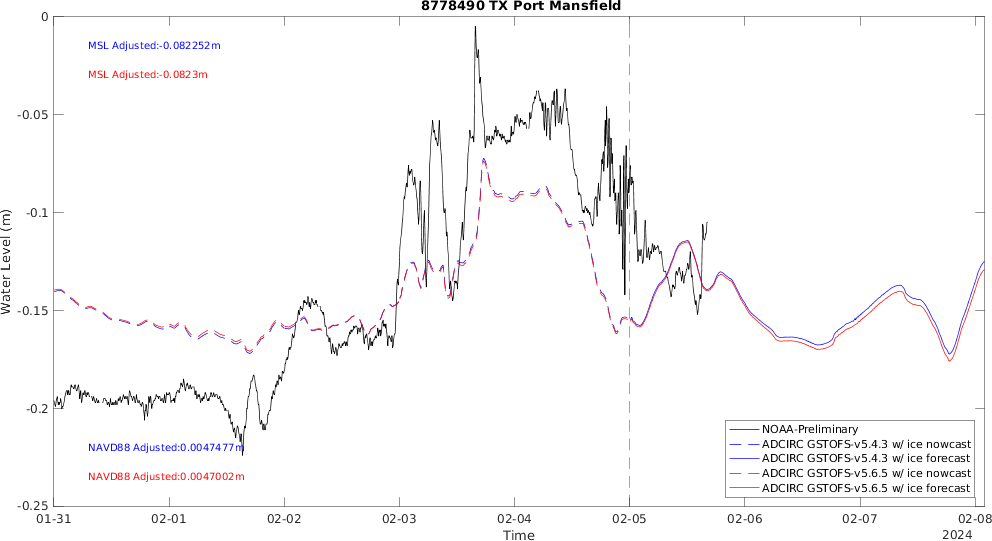 8778490 TX Port Mansfield
MSL Adjusted:-0.082252m
MSL Adjusted:-0.0823m
NAVD88 Adjusted:0.0047477m
NAVD88 Adjusted:0.0047002m
Water Level (m)
0
-0.05
-0.1
-0.15
-0.2
-0.25
NOAA-Preliminary
ADCIRC GSTOFS-v5.4.3 w/ ice nowcast
ADCIRC GSTOFS-v5.4.3 w/ ice forecast
ADCIRC GSTOFS-v5.6.5 w/ ice nowcast
ADCIRC GSTOFS-v5.6.5 w/ ice forecast
01-31 02-01 02-02 02-03 02-04 02-05 02-06 02-07 02-08
Time
2024